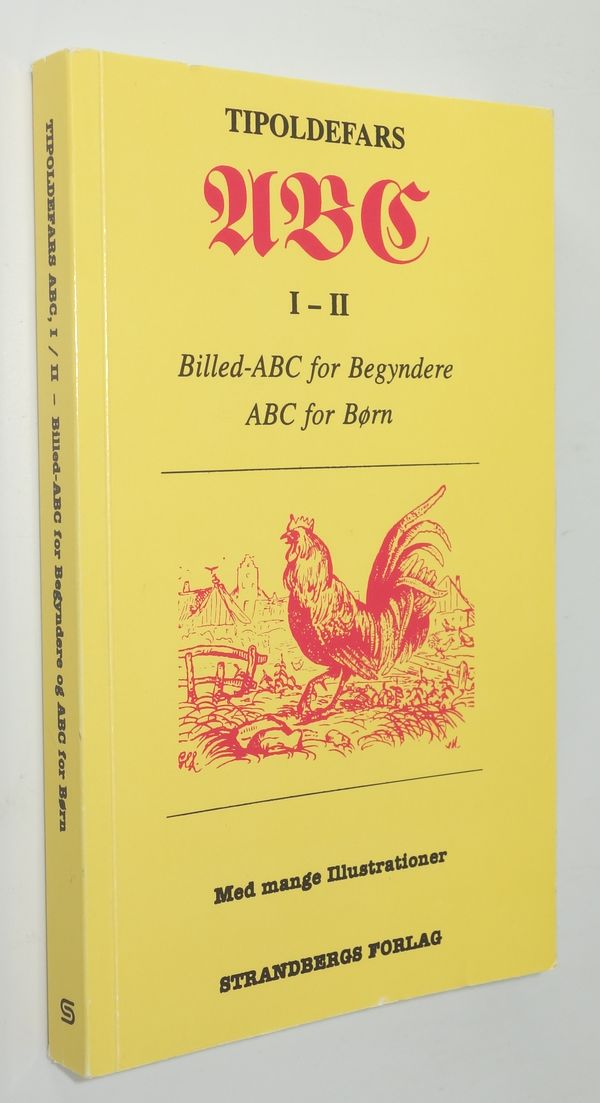 TIPOLDEFARS
ABC
I – II
Billed-ABC for Begyndere
ABC for Børn
Med mange Illustrationer
STRANDBERGS FORLAG
TIPOLDEFARS ABC, I / II – Billed-ABC for Begyndere og ABC for Børn